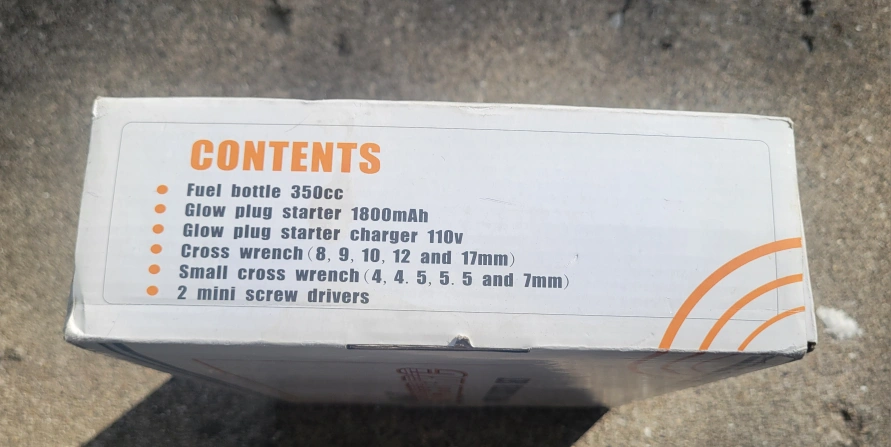 CONTENTS
Fuel bottle 350cc
Glow plug starter 1800mAh
Glow plug starter charger 110v
Cross wrench(8, 9, 10, 12 and 17mm)
Small cross wrench(4, 4. 5, 5. 5 and 7mm)
2 mini screw drivers